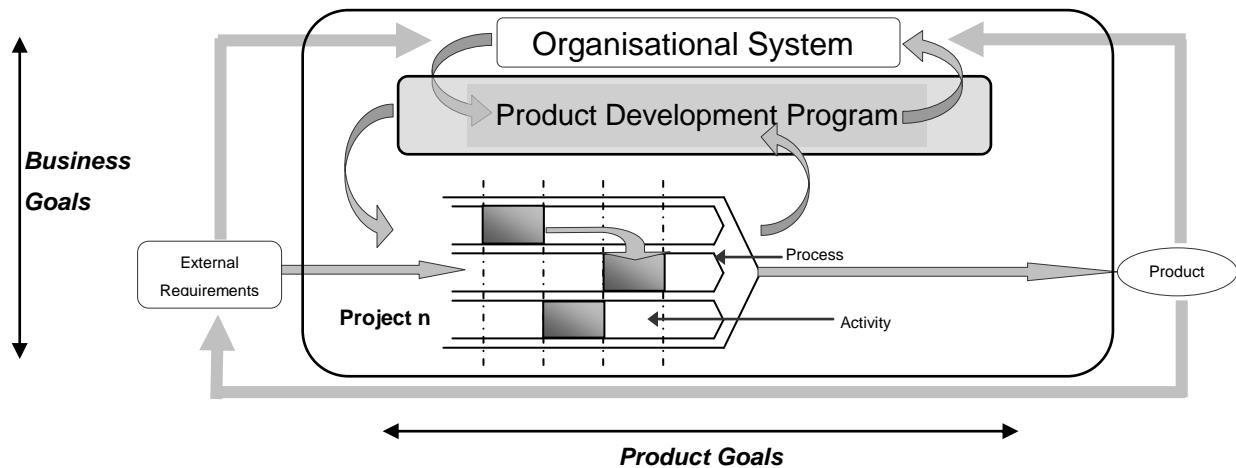 Organisational System
Product Development Program
Business
Goals
External
Requirements
Process
Product
Project n
Activity
Product Goals